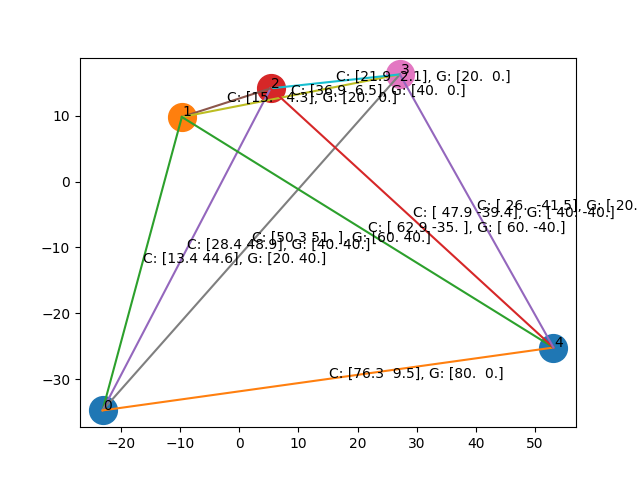 3
C: [21.9 2.1], G: [20. 0.]
2
C: [36.9 6.5], G: [40. 0.]
C: [15. 4.3], G: [20. 0.]
1
10
0
C: [ 26. -41.5], G: [ 20.
C: [ 47.9 -39.4], G: [ 40. -40.]
C: [ 62.9 -35. ], G: [ 60. -40.]
C: [50.3 51. ], G: [60. 40.]
C: [28.4 48.9], G: [40. 40.]
−10
C: [13.4 44.6], G: [20. 40.]
−20
4
C: [76.3 9.5], G: [80. 0.]
−30
0
−20 −10 0 10 20 30 40 50